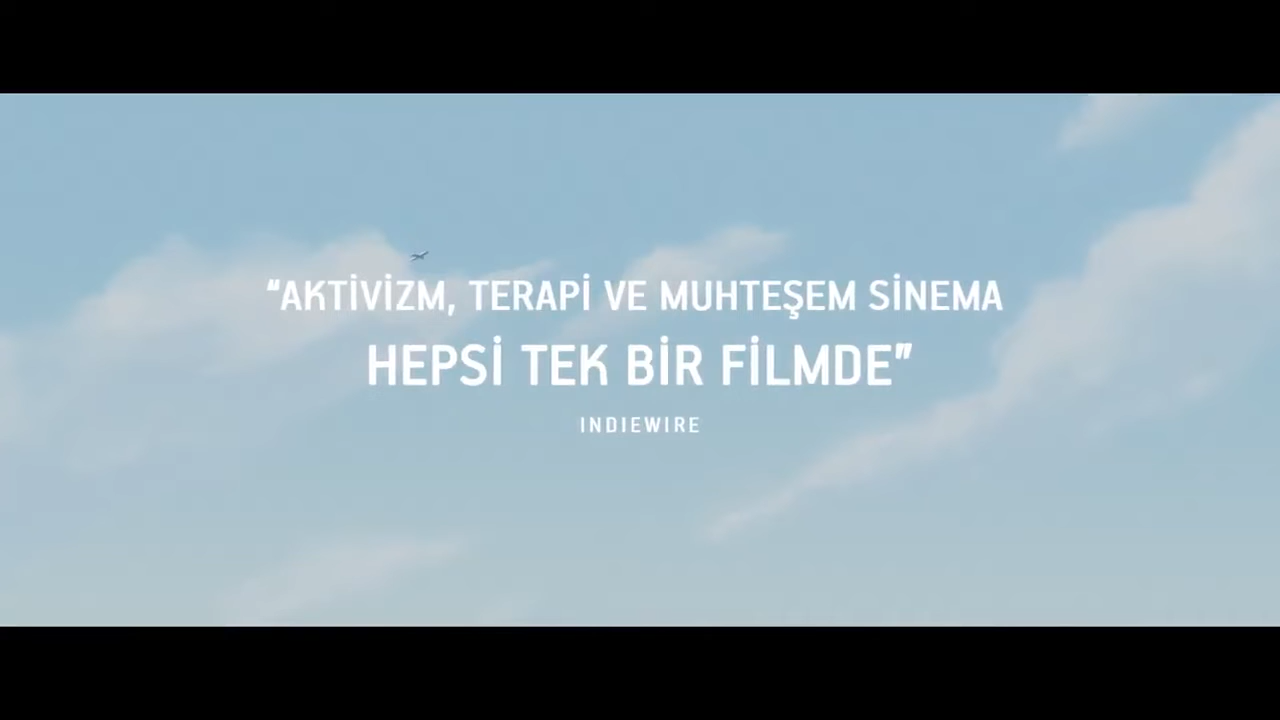 "AKTİVİZM, TERAPİ VE MUHTEŞEM SİNEMA
HEPSİ TEK BİR FİLMDE"
INDIEWIRE